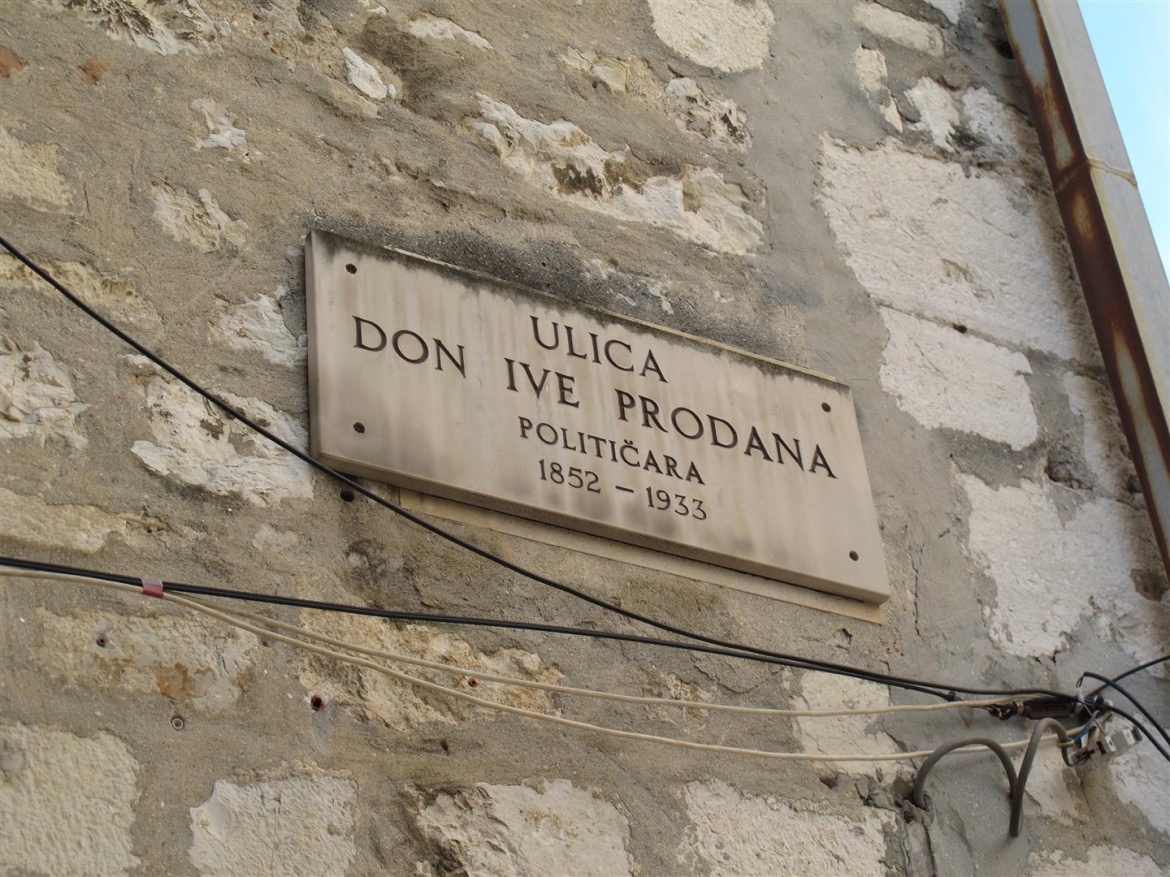 ULICA
DON IVE PRODANA
POLITIČARA
1852 – 1933